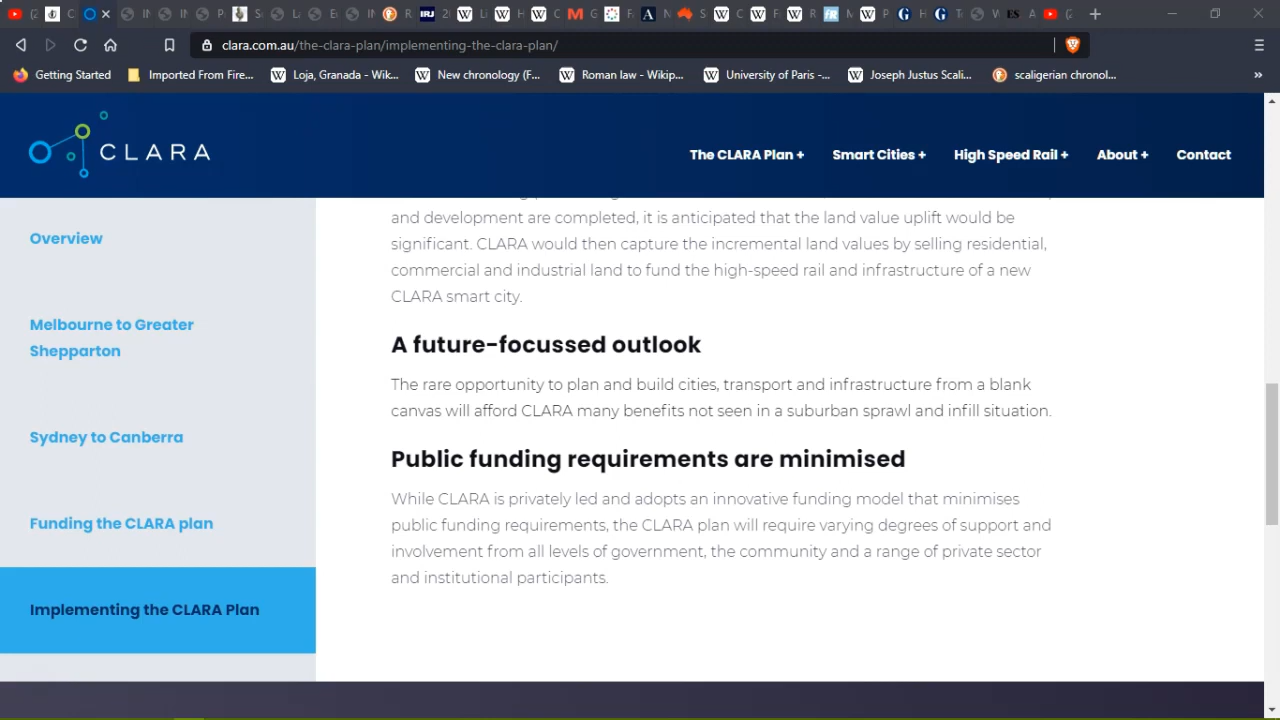 clara.com.au/the-clara-plan/implementing-the-clara-plan/
Getting Started
Imported From Fire...
Loja, Granada - Wik...
New chronology (F...
Roman law - Wikip...
University of Paris -...
Joseph Justus Scali...
scaligerian chronol...
CLARA
The CLARA Plan +
Smart Cities +
High Speed Rail +
About +
Contact
Overview
Melbourne to Greater
Shepparton
Sydney to Canberra
Funding the CLARA plan
Implementing the CLARA Plan
and development are completed, it is anticipated that the land value uplift would be
significant. CLARA would then capture the incremental land values by selling residential,
commercial and industrial land to fund the high-speed rail and infrastructure of a new
CLARA smart city.
A future-focussed outlook
The rare opportunity to plan and build cities, transport and infrastructure from a blank
canvas will afford CLARA many benefits not seen in a suburban sprawl and infill situation.
Public funding requirements are minimised
While CLARA is privately led and adopts an innovative funding model that minimises
public funding requirements, the CLARA plan will require varying degrees of support and
involvement from all levels of government, the community and a range of private sector
and institutional participants.